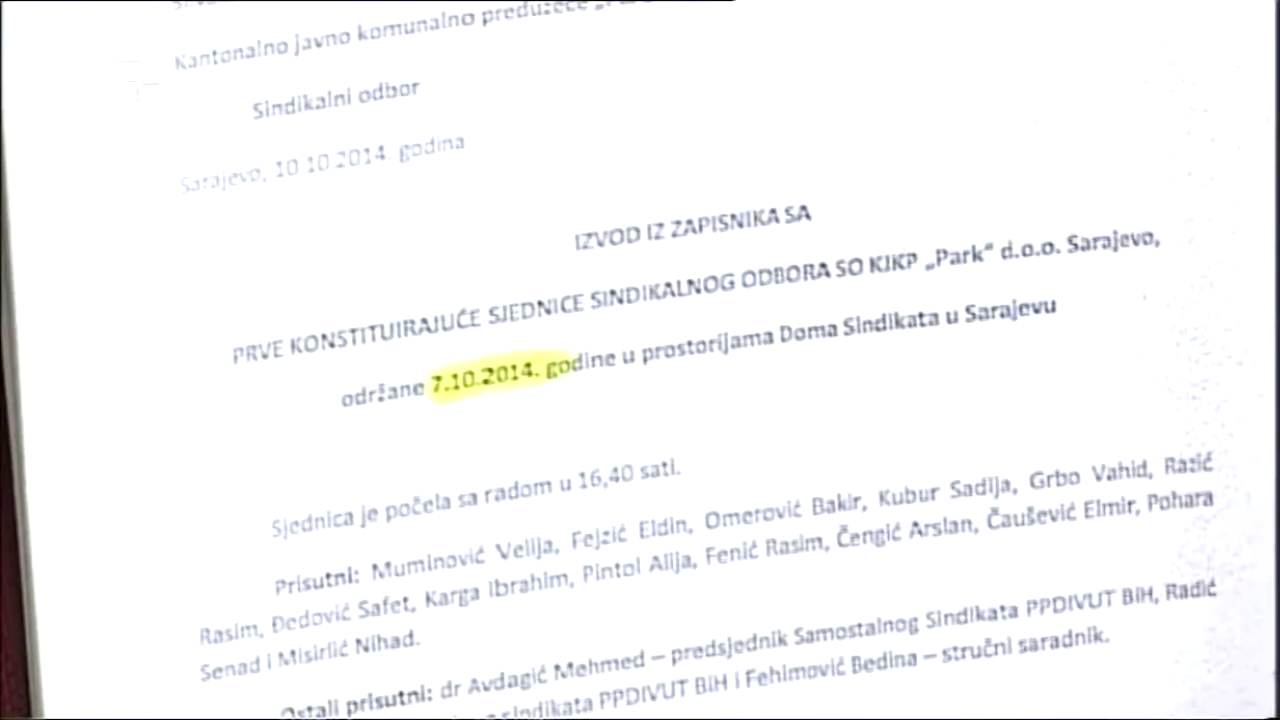 Kantonalno javno komunalno preduzeće
Sindikalni odbor
Sarajevo, 10.10.2014. godina
IZVOD IZ ZAPISNIKA SA
PRVE KONSTITUIRAJUĆE SJEDNICE SINDIKALNOG ODBORA SO KJKP „Park“ d.o.o. Sarajevo,
održane 7.10.2014. godine u prostorijama Doma Sindikata u Sarajevu
Sjednica je počela sa radom u 16,40 sati.
Prisutni: Muminović Velija, Fejzić Eldin, Omerović Bakir, Kubur Sadija, Grbo Vahid, Razić
Rasim, Đedović Safet, Karga Ibrahim, Pintol Alija, Fenić Rasim, Čengić Arslan, Čaušević Elmir, Pohara
Senad i Misirlić Nihad.
Ostali prisutni: dr Avdagić Mehmed – predsjednik Samostalnog Sindikata PPDIVUT BIH, Radić
sindikata PPDIVUT BIH i Fehimović Bedina – stručni saradnik.